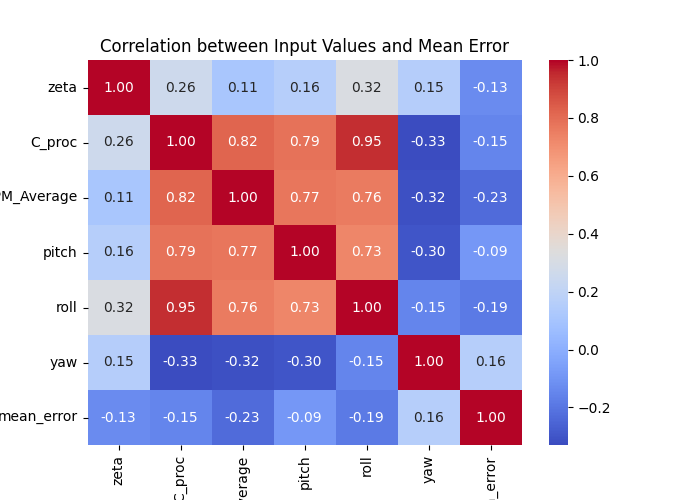 Correlation between Input Values and Mean Error
zeta 1.00 0.26 0.11 0.16 0.32 0.15 -0.13
C_proc 0.26 1.00 0.82 0.79 0.95 -0.33 -0.15
M_Average 0.11 0.82 1.00 0.77 0.76 -0.32 -0.23
pitch 0.16 0.79 0.77 1.00 0.73 -0.30 -0.09
roll 0.32 0.95 0.76 0.73 1.00 -0.15 -0.19
yaw 0.15 -0.33 -0.32 -0.30 -0.15 1.00 0.16
mean_error -0.13 -0.15 -0.23 -0.09 -0.19 0.16 1.00
zeta
C_proc
verage
pitch
roll
yaw
_error
1.0
0.8
0.6
0.4
0.2
0.0
−0.2